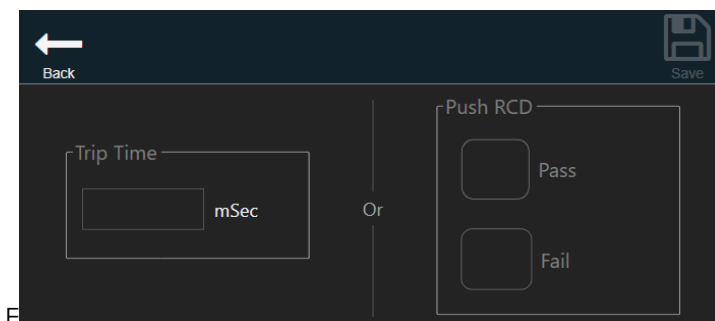 Back
Save
Push RCD
Trip Time
Pass
mSec
Or
Fail
F